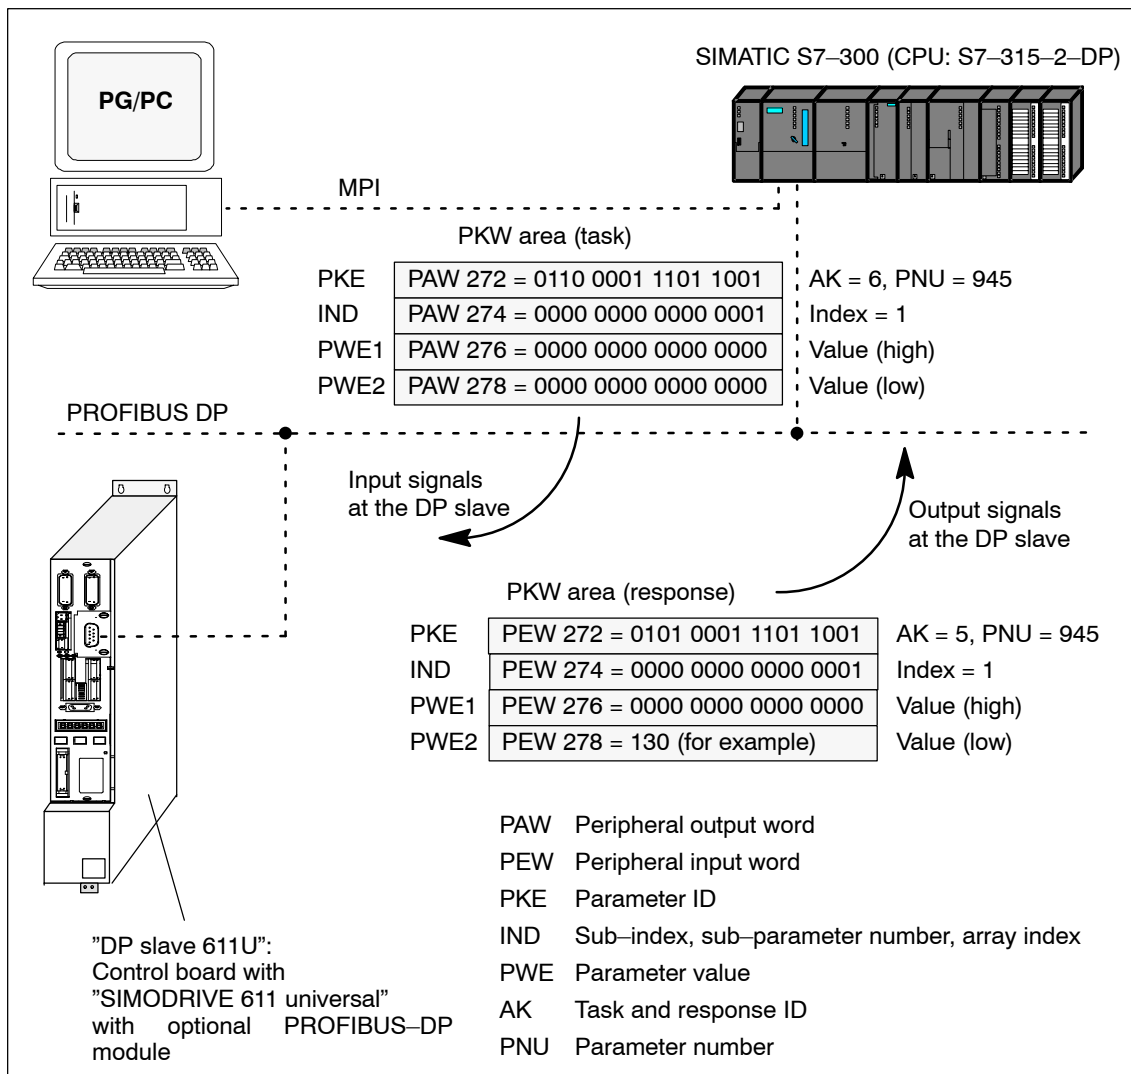 SIMATIC S7–300 (CPU: S7–315–2–DP)
PG/PC
MPI
PKW area (task)
PKE PAW 272 = 0110 0001 1101 1001 AK = 6, PNU = 945
IND PAW 274 = 0000 0000 0000 0001 Index = 1
PWE1 PAW 276 = 0000 0000 0000 0000 Value (high)
PWE2 PAW 278 = 0000 0000 0000 0000 Value (low)
PROFIBUS DP
Input signals
at the DP slave
Output signals
at the DP slave
PKW area (response)
PKE PEW 272 = 0101 0001 1101 1001 AK = 5, PNU = 945
IND PEW 274 = 0000 0000 0000 0001 Index = 1
PWE1 PEW 276 = 0000 0000 0000 0000 Value (high)
PWE2 PEW 278 = 130 (for example) Value (low)
PAW Peripheral output word
PEW Peripheral input word
PKE Parameter ID
IND Sub–index, sub–parameter number, array index
PWE Parameter value
AK Task and response ID
PNU Parameter number
”DP slave 611U”:
Control board with
”SIMODRIVE 611 universal”
with optional PROFIBUS–DP
module